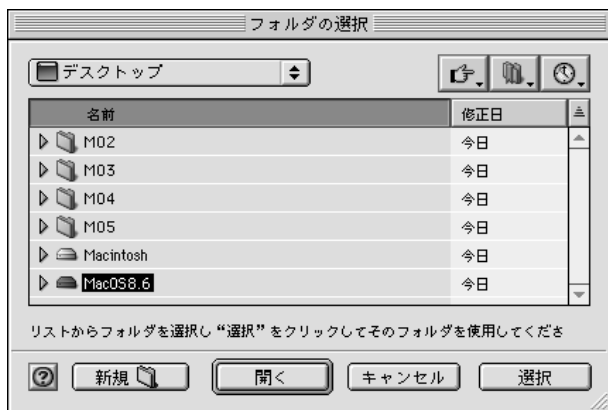 フォルダの選択
デスクトップ
名前 修正日
M02 今日
M03 今日
M04 今日
M05 今日
Macintosh 今日
MacOS8.6 今日
リストからフォルダを選択し“選択”をクリックしてそのフォルダを使用してくださ
? 新規 開く キャンセル 選択